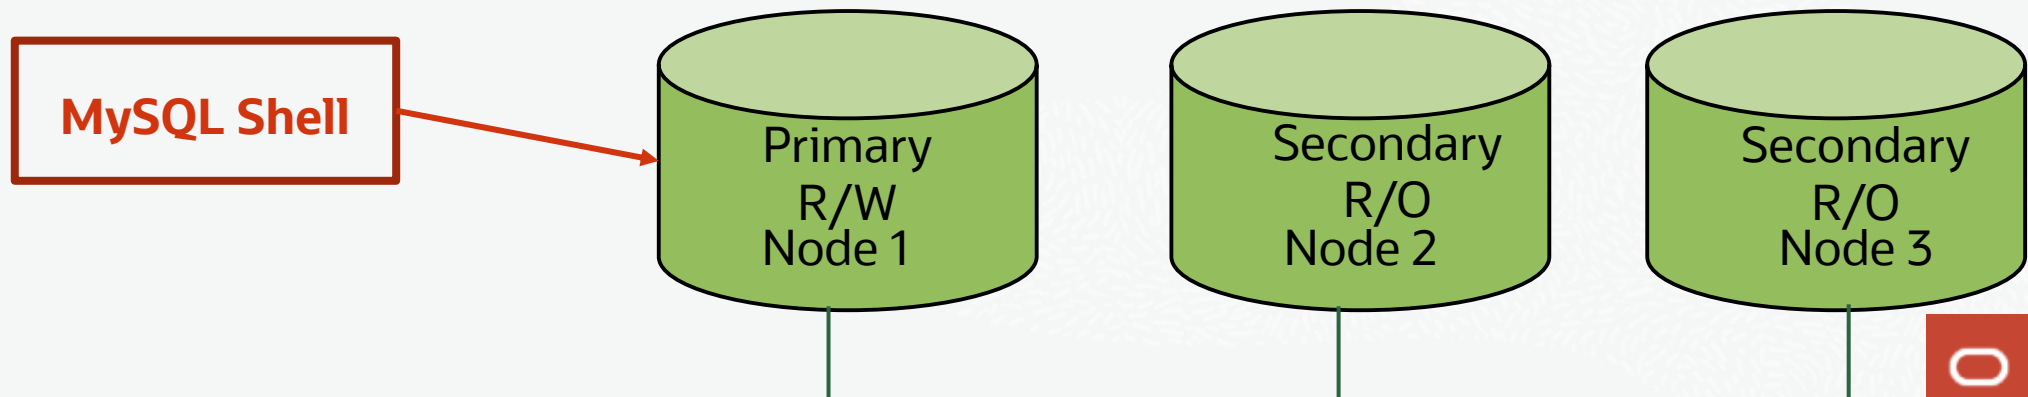 MySQL Shell
Primary
R/W
Node 1
Secondary
R/O
Node 2
Secondary
R/O
Node 3